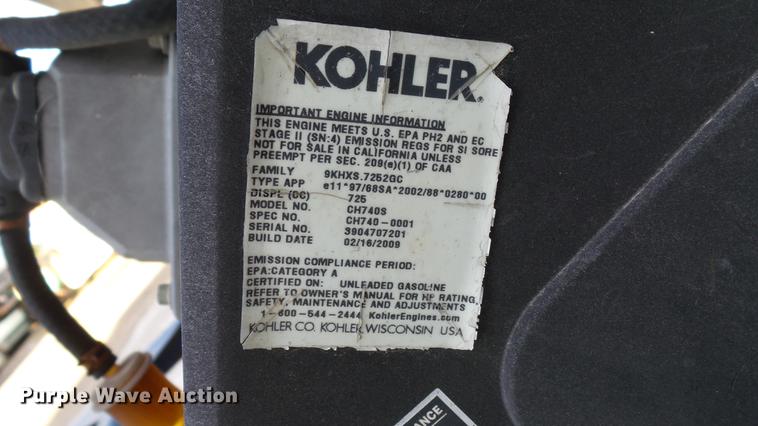 KOHLER.
IMPORTANT ENGINE INFORMATION
THIS ENGINE MEETS U.S. EPA PH2 AND EC
STAGE II (SN:4) EMISSION REGS FOR SI SORE
NOT FOR SALE IN CALIFORNIA UNLESS
PREEMPT PER SEC. 209(e)(1) OF CAA
FAMILY 9KHXS.7252GC
TYPE APP e11*97/68SA*2002/88*0280*00
DISPL (CC) 725
MODEL NO. CH740S
SPEC NO. CH740-0001
SERIAL NO. 3904707201
BUILD DATE 02/16/2009
EMISSION COMPLIANCE PERIOD:
EPA:CATEGORY A
CERTIFIED ON: UNLEADED GASOLINE
REFER TO OWNER'S MANUAL FOR HP RATING,
SAFETY, MAINTENANCE AND ADJUSTMENTS
1-800-544-2444 KohlerEngines.com
KOHLER CO. KOHLER, WISCONSIN USA
Purple Wave Auction